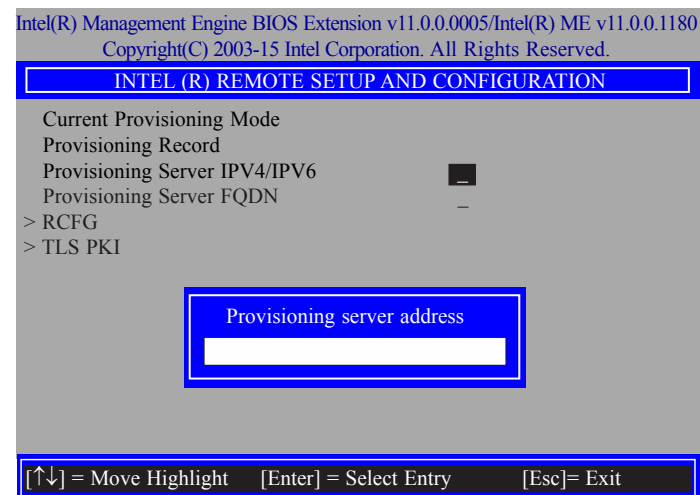 Intel(R) Management Engine BIOS Extension v11.0.0.0005/Intel(R) ME v11.0.0.1180
Copyright(C) 2003-15 Intel Corporation. All Rights Reserved.
INTEL (R) REMOTE SETUP AND CONFIGURATION
Current Provisioning Mode
Provisioning Record
Provisioning Server IPV4/IPV6 _
Provisioning Server FQDN _
> RCFG
> TLS PKI
Provisioning server address
[↑↓] = Move Highlight [Enter] = Select Entry [Esc]= Exit